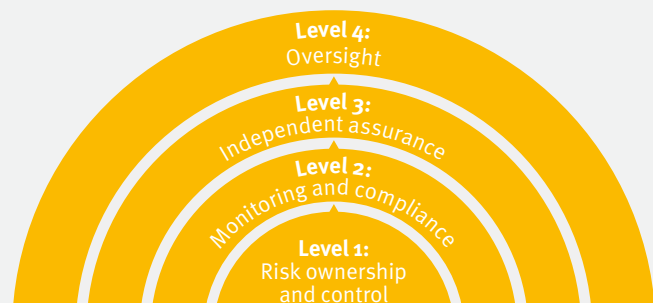 Level 4:
Oversight
Level 3:
Independent assurance
Level 2:
Monitoring and compliance
Level 1:
Risk ownership
and control